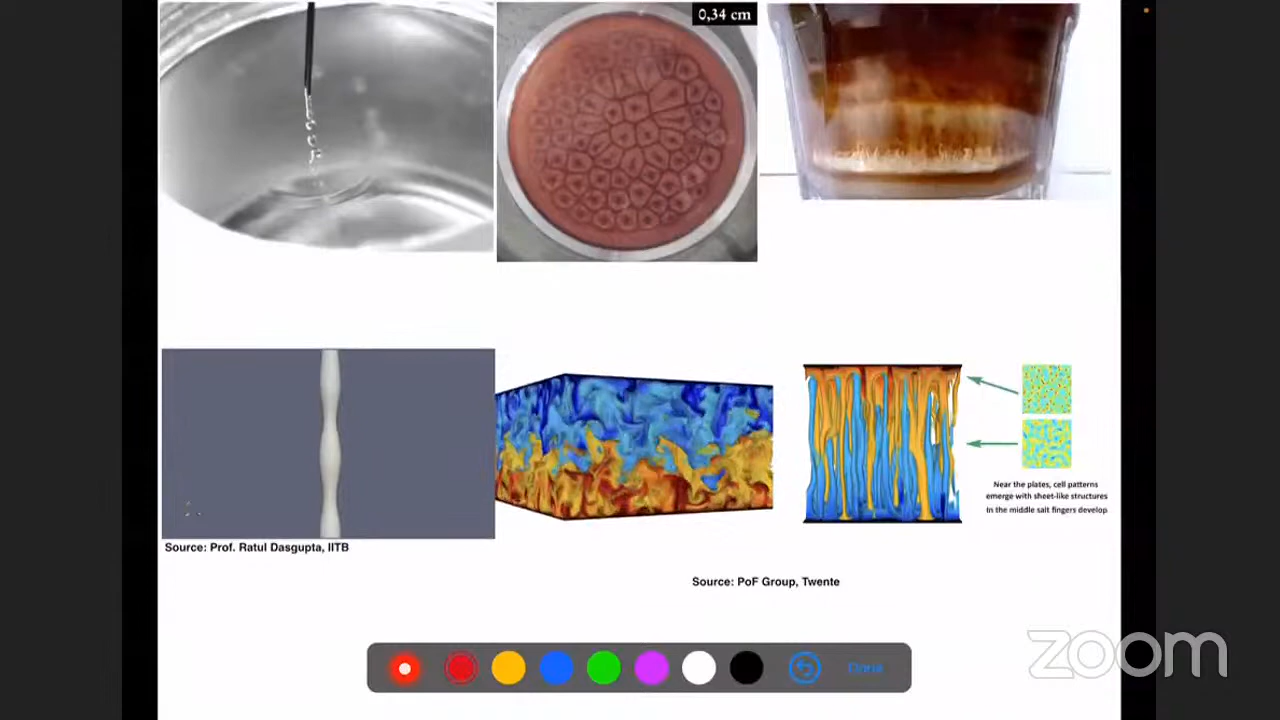 0,34 cm
Near the plates, cell patterns
emerge with sheet-like structures
In the middle salt fingers develop
Source: Prof. Ratul Dasgupta, IITB
Source: PoF Group, Twente
Done
zoom